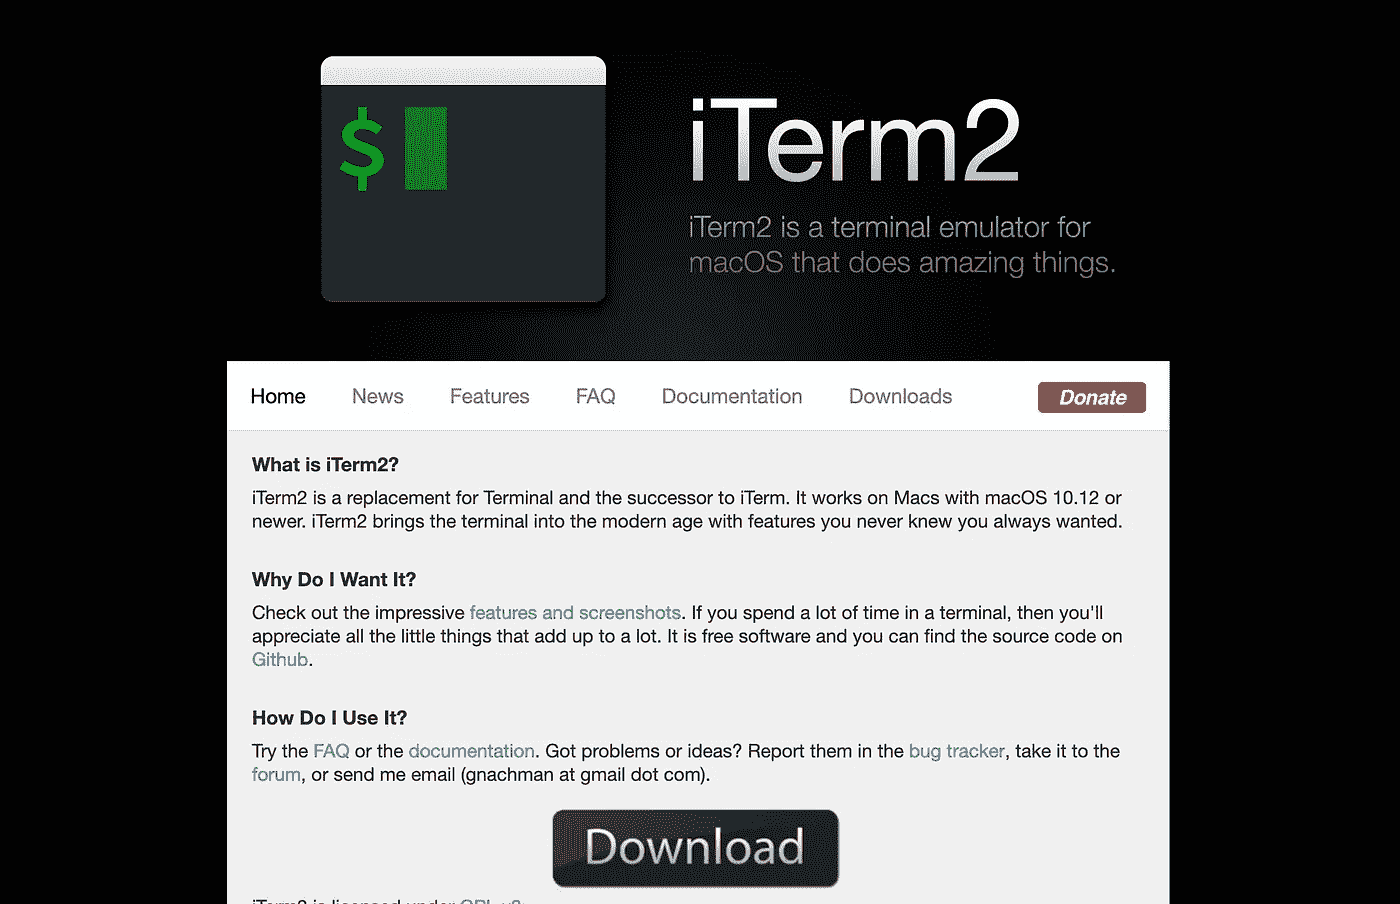 $
iTerm2
iTerm2 is a terminal emulator for
macOS that does amazing things.
Home News Features FAQ Documentation Downloads Donate
What is iTerm2?
iTerm2 is a replacement for Terminal and the successor to iTerm. It works on Macs with macOS 10.12 or
newer. iTerm2 brings the terminal into the modern age with features you never knew you always wanted.
Why Do I Want It?
Check out the impressive features and screenshots. If you spend a lot of time in a terminal, then you'll
appreciate all the little things that add up to a lot. It is free software and you can find the source code on
Github.
How Do I Use It?
Try the FAQ or the documentation. Got problems or ideas? Report them in the bug tracker, take it to the
forum, or send me email (gnachman at gmail dot com).
Download
iTerm2 is licensed under GPL v2.